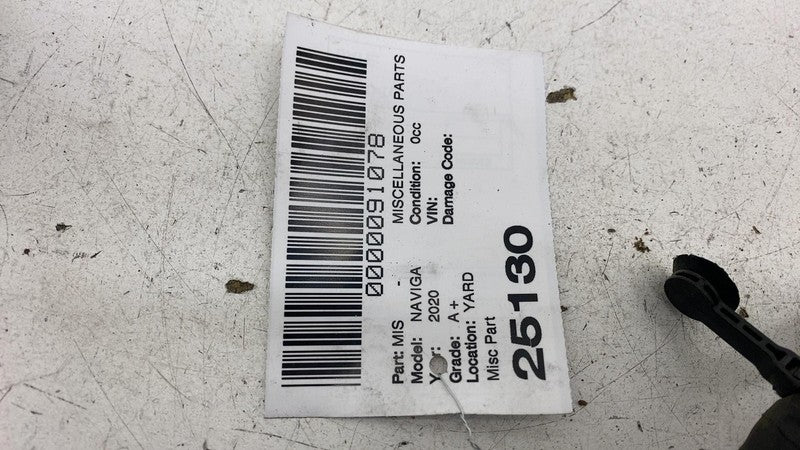 0000091078
Part: MIS - MISCELLANEOUS PARTS
Model: NAVIGA Condition: 0cc
Year: 2020 VIN:
Grade: A+ Damage Code:
Location: YARD
Misc Part
25130